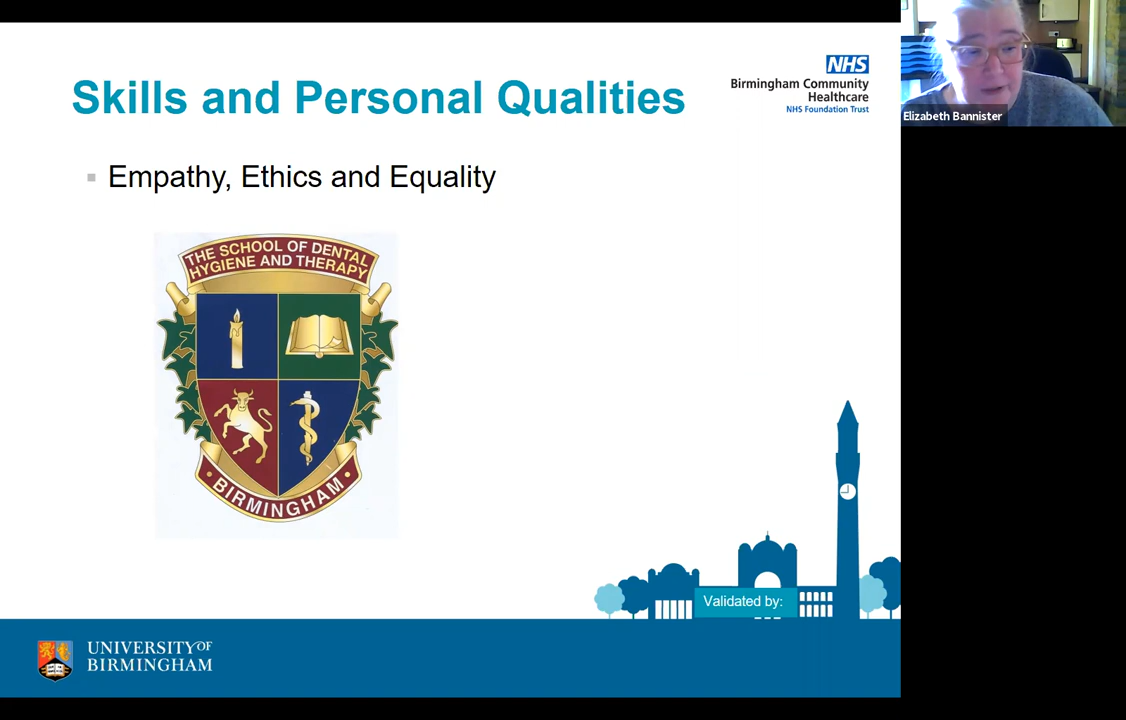 Skills and Personal Qualities
NHS
Birmingham Community
Healthcare
NHS Foundation Trust
Elizabeth Bannister
Empathy, Ethics and Equality
THE SCHOOL OF DENTAL
HYGIENE AND THERAPY
BIRMINGHAM
Validated by:
UNIVERSITY OF
BIRMINGHAM